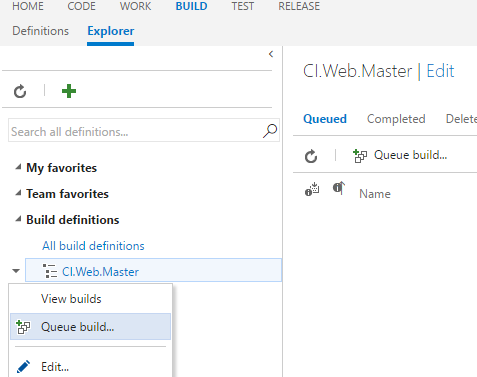 HOME CODE WORK BUILD TEST RELEASE
Definitions Explorer
CI.Web.Master | Edit
Queued Completed Delete
Search all definitions...
Queue build...
My favorites
Name
Team favorites
Build definitions
All build definitions
CI.Web.Master
View builds
Queue build...
Edit...